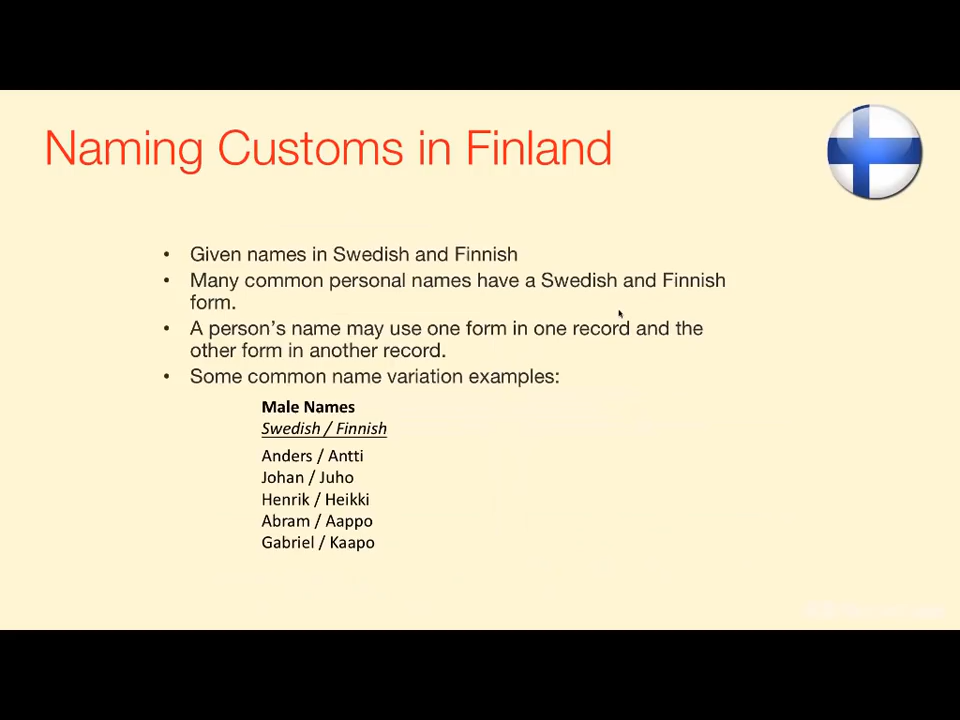 Naming Customs in Finland
• Given names in Swedish and Finnish
• Many common personal names have a Swedish and Finnish
form.
• A person's name may use one form in one record and the
other form in another record.
• Some common name variation examples:
Male Names
Swedish / Finnish
Anders / Antti
Johan / Juho
Henrik / Heikki
Abram / Aappo
Gabriel / Kaapo